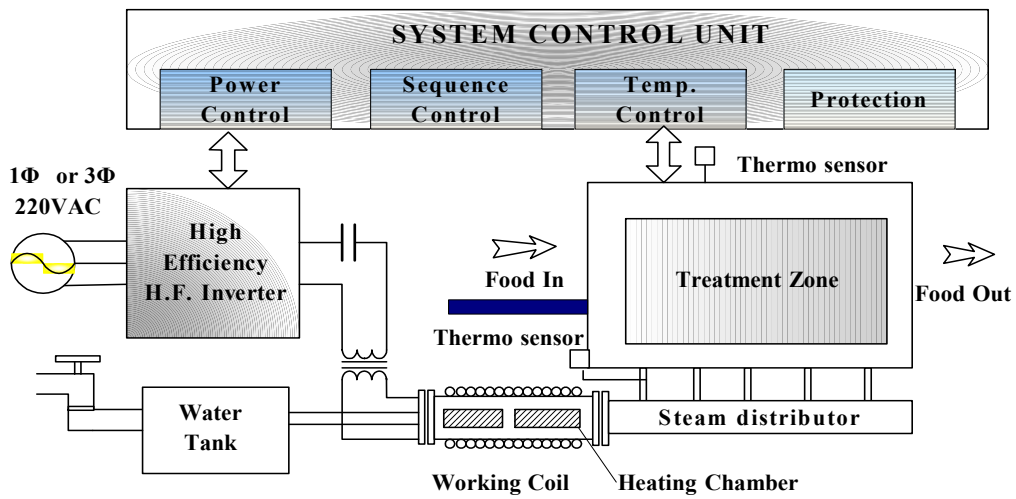 SYSTEM CONTROL UNIT
Power
Control
Sequence
Control
Temp.
Control
Protection
1Φ or 3Φ
220VAC
High
Efficiency
H.F. Inverter
Thermo sensor
Food In
Treatment Zone
Food Out
Thermo sensor
Water
Tank
Steam distributor
Working Coil
Heating Chamber